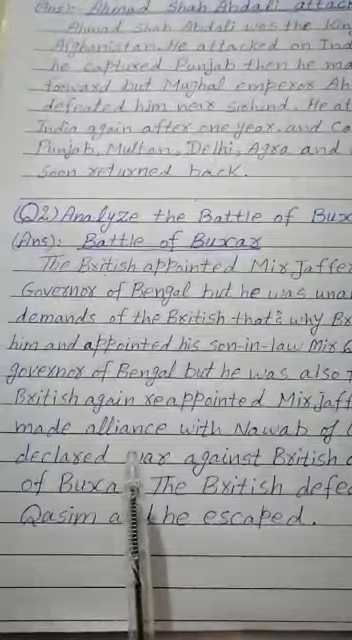 (Ans): Ahmad Shah Abdali attac
Ahmad Shah Abdali was the Kin
Afghanistan. He attacked on Ind
he captured Punjab then he ma
forward but Mughal emperor Ah
defeated him near Sirhind. He at
India again after one year. and Ca
Punjab, Multan, Delhi, Agra and
Soon returned back.
(Q2) Analyze the Battle of Bux
(Ans): Battle of Buxar
The British appointed Mir Jaffer
Governor of Bengal but he was una
demands of the British that's why Br
him and appointed his son-in-law Mir Q
governor of Bengal but he was also
British again reappointed Mir Jaff
made alliance with Nawab of
declared war against British
of Buxa The British defe
Qasim a he escaped.